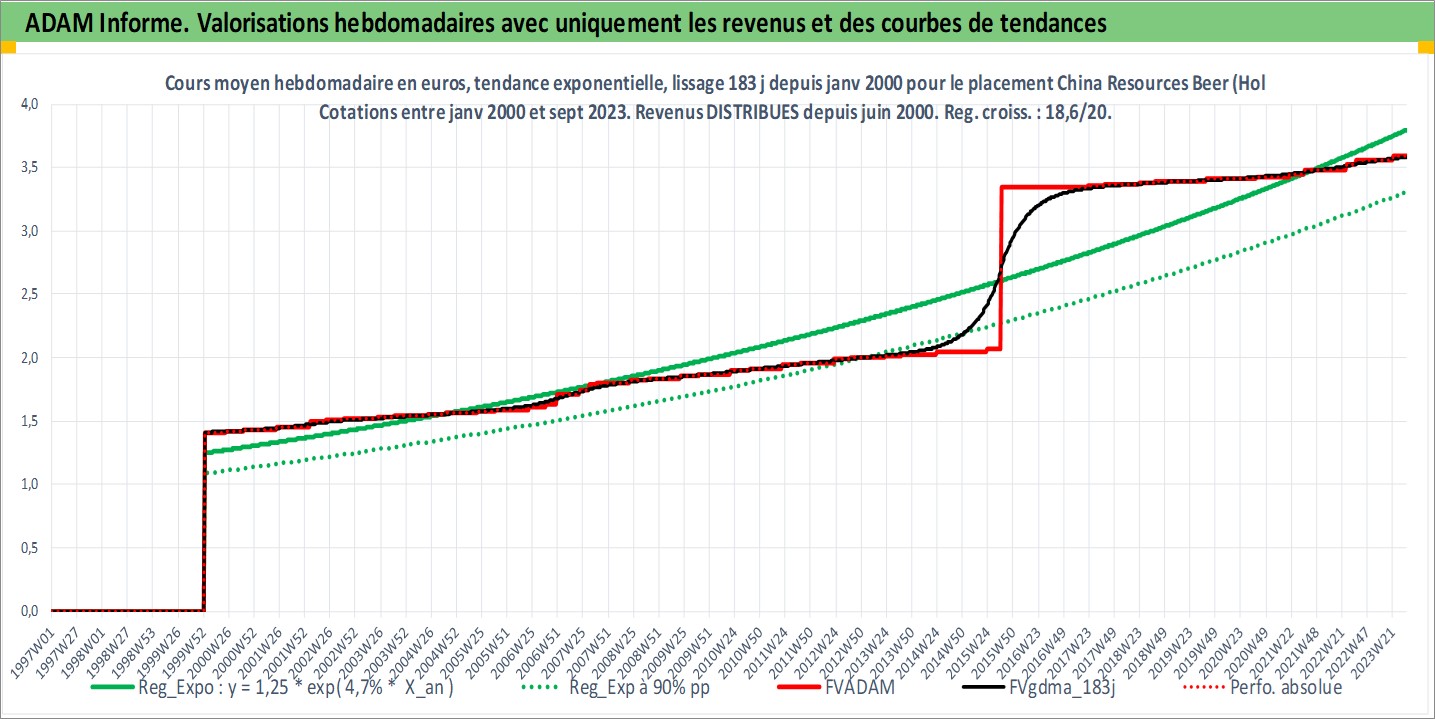 ADAM Informe. Valorisations hebdomadaires avec uniquement les revenus et des courbes de tendances
Cours moyen hebdomadaire en euros, tendance exponentielle, lissage 183 j depuis janv 2000 pour le placement China Resources Beer (Hol
Cotations entre janv 2000 et sept 2023. Revenus DISTRIBUES depuis juin 2000. Reg. croiss. : 18,6/20.
4,0
3,5
3,0
2,5
2,0
1,5
1,0
0,5
0,0
1997W01 1997W27 1998W01 1998W27 1998W53 1999W26 1999W52 2000W26 2000W52 2001W26 2001W52 2002W26 2002W52 2003W26 2003W52 2004W26 2004W52 2005W25 2005W51 2006W25 2006W51 2007W25 2007W51 2008W25 2008W51 2009W25 2009W51 2010W24 2010W50 2011W24 2011W50 2012W24 2012W50 2013W24 2013W50 2014W24 2014W50 2015W24 2015W50 2016W23 2016W49 2017W23 2017W49 2018W23 2018W49 2019W23 2019W49 2020W23 2020W49 2021W22 2021W48 2022W21 2022W47 2023W21
Reg_Expo : y = 1,25 * exp( 4,7% * X_an ) Reg_Exp à 90% pp FVADAM FVgdma_183j Perfo. absolue